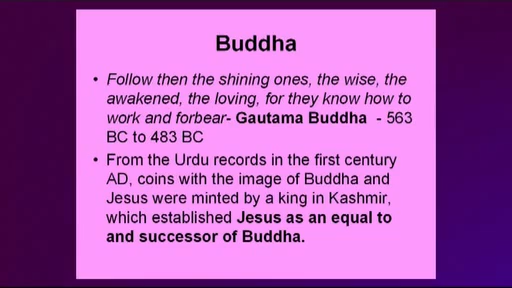 Buddha
• Follow then the shining ones, the wise, the
awakened, the loving, for they know how to
work and forbear- Gautama Buddha - 563
BC to 483 BC
• From the Urdu records in the first century
AD, coins with the image of Buddha and
Jesus were minted by a king in Kashmir,
which established Jesus as an equal to
and successor of Buddha.